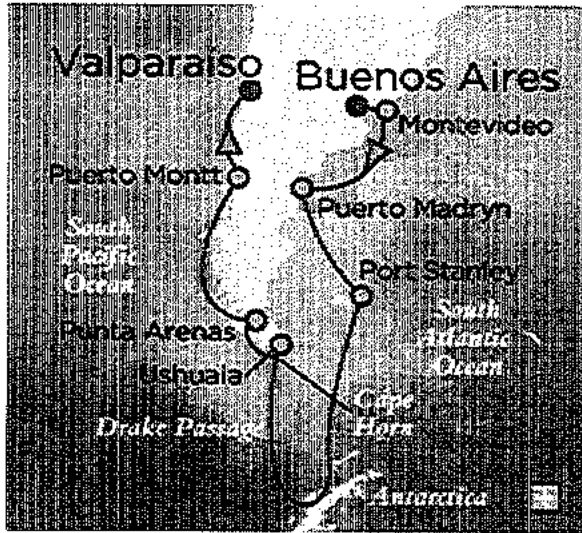 Valparaíso
Buenos Aires
Montevideo
Puerto Montt
Puerto Madryn
South
Pacific
Ocean
Port Stanley
South
Atlantic
Ocean
Punta Arenas
Ushuaia
Cape
Horn
Drake Passage
Antarctica